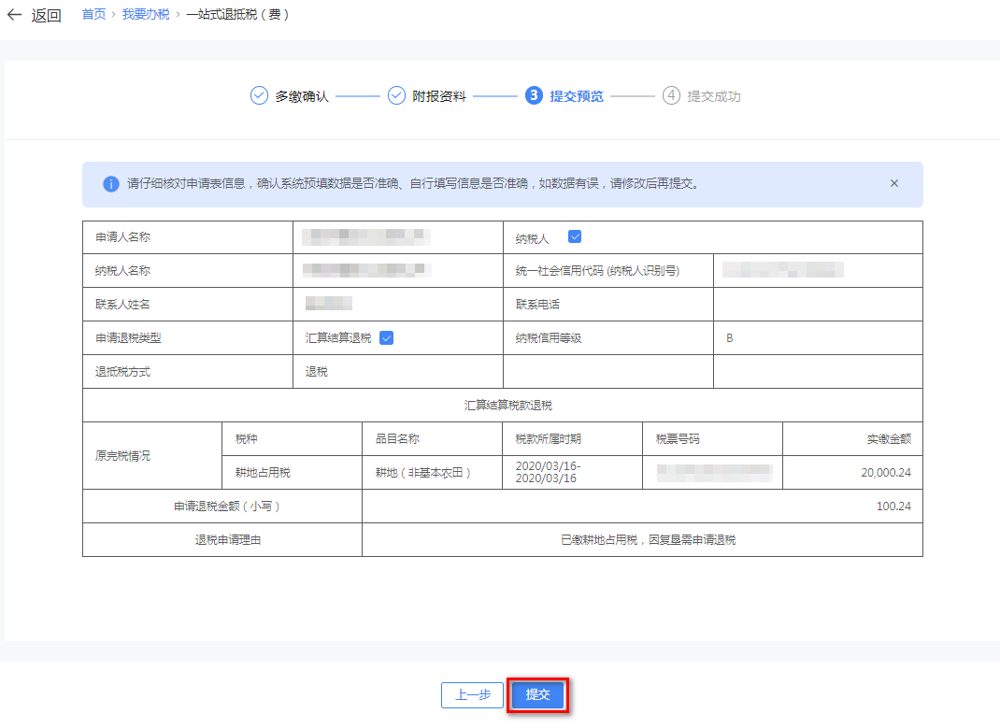 返回 首页 > 我要办税 > 一站式退抵税（费）
多缴确认 附报资料 3 提交预览 4 提交成功
请仔细核对申请表信息，确认系统预填数据是否准确、自行填写信息是否准确，如数据有误，请修改后再提交。
申请人名称 纳税人
纳税人名称 统一社会信用代码 (纳税人识别号)
联系人姓名 联系电话
申请退税类型 汇算结算退税 纳税信用等级 B
退抵税方式 退税
汇算结算税款退税
原完税情况 税种 品目名称 税款所属时期 税票号码 实缴金额
耕地占用税 耕地（非基本农田） 2020/03/16-
2020/03/16 20,000.24
申请退税金额（小写） 100.24
退税申请理由 已缴耕地占用税，因复垦需申请退税
上一步 提交